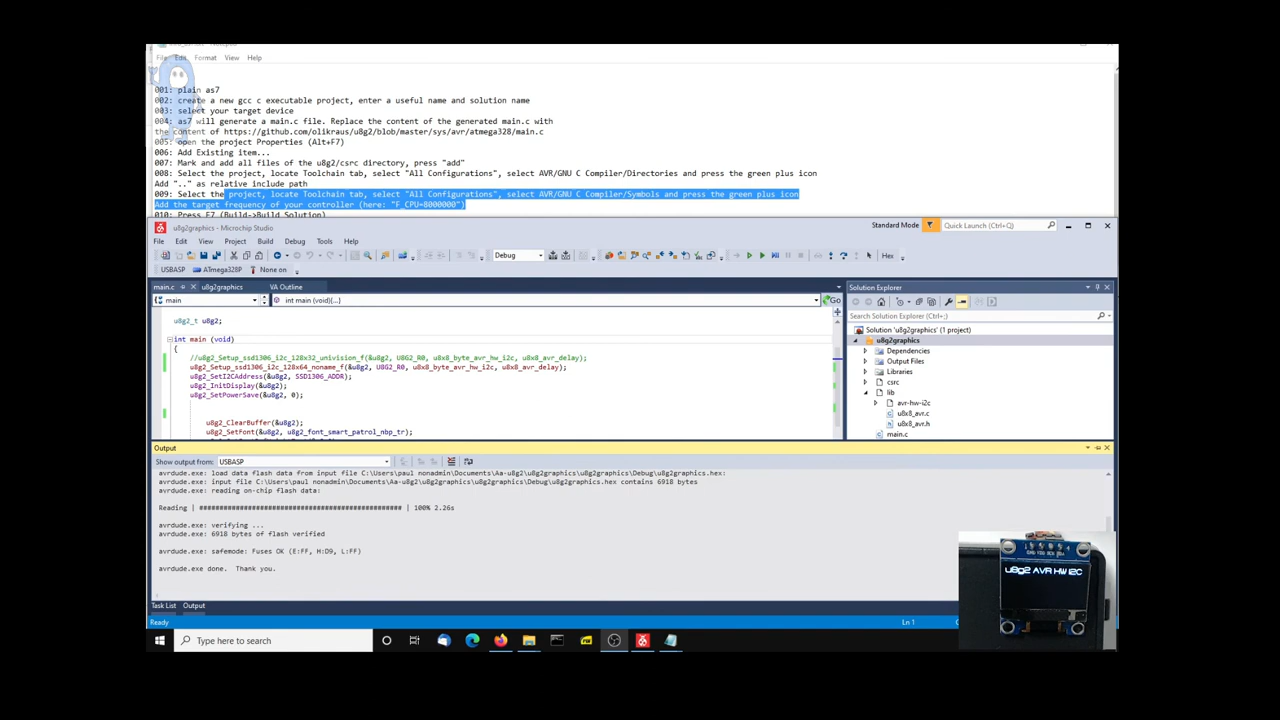 File Edit Format View Help
001: plain as7
002: create a new gcc c executable project, enter a useful name and solution name
003: select your target device
004: as7 will generate a main.c file. Replace the content of the generated main.c with
the content of https://github.com/olikraus/u8g2/blob/master/sys/avr/atmega328/main.c
005: open the project Properties (Alt+F7)
006: Add Existing item...
007: Mark and add all files of the u8g2/csrc directory, press "add"
008: Select the project, locate Toolchain tab, select "All Configurations", select AVR/GNU C Compiler/Directories and press the green plus icon
Add ".." as relative include path
009: Select the project, locate Toolchain tab, select "All Configurations", select AVR/GNU C Compiler/Symbols and press the green plus icon
Add the target frequency of your controller (here: "F_CPU=8000000")
010: Press F7 (Build->Build Solution)
u8g2graphics - Microchip Studio
Standard Mode
Quick Launch (Ctrl+;)
File Edit View Project Build Debug Tools Help
Debug
Hex
USBASP ATmega328P None on
main.c u8g2graphics VA Outline
main int main (void){...} Go
Solution Explorer
Search Solution Explorer (Ctrl+;)
Solution 'u8g2graphics' (1 project)
u8g2graphics
Dependencies
Output Files
Libraries
csrc
lib
avr-hw-i2c
u8x8_avr.c
u8x8_avr.h
main.c
u8g2_t u8g2;
int main (void)
{
//u8g2_Setup_ssd1306_i2c_128x32_univision_f(&u8g2, U8G2_R0, u8x8_byte_avr_hw_i2c, u8x8_avr_delay);
u8g2_Setup_ssd1306_i2c_128x64_noname_f(&u8g2, U8G2_R0, u8x8_byte_avr_hw_i2c, u8x8_avr_delay);
u8g2_SetI2CAddress(&u8g2, SSD1306_ADDR);
u8g2_InitDisplay(&u8g2);
u8g2_SetPowerSave(&u8g2, 0);
u8g2_ClearBuffer(&u8g2);
u8g2_SetFont(&u8g2, u8g2_font_smart_patrol_nbp_tr);
Output
Show output from: USBASP
avrdude.exe: load data flash data from input file C:\Users\paul nonadmin\Documents\Aa-u8g2\u8g2graphics\u8g2graphics\Debug\u8g2graphics.hex:
avrdude.exe: input file C:\Users\paul nonadmin\Documents\Aa-u8g2\u8g2graphics\u8g2graphics\Debug\u8g2graphics.hex contains 6918 bytes
avrdude.exe: reading on-chip flash data:
Reading | ################################################## | 100% 2.26s
avrdude.exe: verifying ...
avrdude.exe: 6918 bytes of flash verified
avrdude.exe: safemode: Fuses OK (E:FF, H:D9, L:FF)
avrdude.exe done.  Thank you.
u8g2 AVR HW I2C
Task List Output
Ready
Ln 1
Type here to search